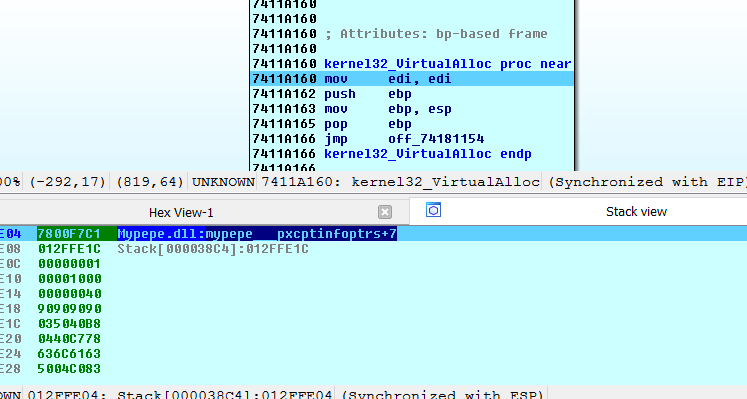 7411A160
7411A160
7411A160 ; Attributes: bp-based frame
7411A160
7411A160 kernel32_VirtualAlloc proc near
7411A160 mov     edi, edi
7411A162 push    ebp
7411A163 mov     ebp, esp
7411A165 pop     ebp
7411A166 jmp     off_74181154
7411A166 kernel32_VirtualAlloc endp
7411A166
00% (-292,17) (819,64) UNKNOWN 7411A160: kernel32_VirtualAlloc (Synchronized with EIP)
Hex View-1
Stack view
E04 7800F7C1 Mypepe.dll:mypepe   pxcptinfoptrs+7
E08 012FFE1C Stack[000038C4]:012FFE1C
E0C 00000001
E10 00001000
E14 00000040
E18 90909090
E1C 035040B8
E20 0440C778
E24 636C6163
E28 5004C083
OWN 012FFE04: Stack[000038C4]:012FFE04 (Synchronized with ESP)